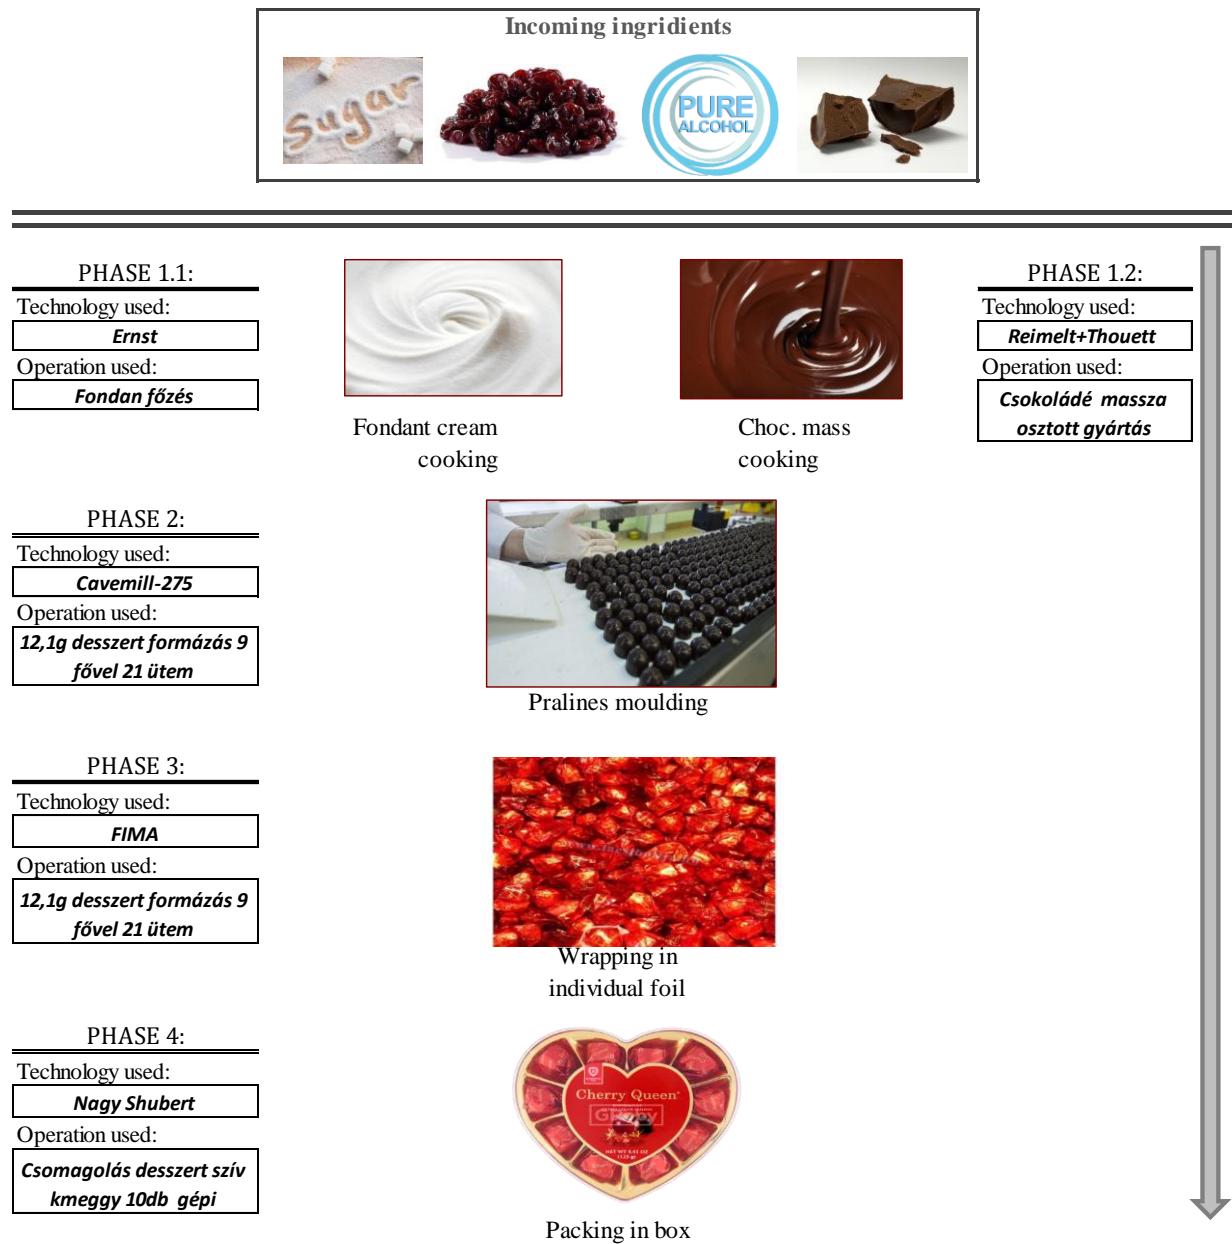 Incoming ingridients
Sugar
PURE
ALCOHOL
PHASE 1.1:
Technology used:
Ernst
Operation used:
Fondan főzés
Fondant cream
cooking
Choc. mass
cooking
PHASE 1.2:
Technology used:
Reimelt+Thouett
Operation used:
Csokoládé massza
osztott gyártás
PHASE 2:
Technology used:
Cavemill-275
Operation used:
12,1g desszert formázás 9
fővel 21 ütem
Pralines moulding
PHASE 3:
Technology used:
FIMA
Operation used:
12,1g desszert formázás 9
fővel 21 ütem
Wrapping in
individual foil
PHASE 4:
Technology used:
Nagy Shubert
Operation used:
Csomagolás desszert szív
kmeggy 10db gépi
Cherry Queen
Packing in box